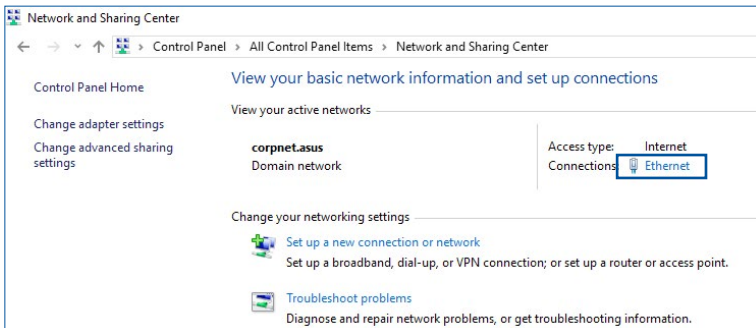 Network and Sharing Center
Control Panel > All Control Panel Items > Network and Sharing Center
Control Panel Home
Change adapter settings
Change advanced sharing
settings
View your basic network information and set up connections
View your active networks
corpnet.asus
Domain network
Access type: Internet
Connections Ethernet
Change your networking settings
Set up a new connection or network
Set up a broadband, dial-up, or VPN connection; or set up a router or access point.
Troubleshoot problems
Diagnose and repair network problems, or get troubleshooting information.